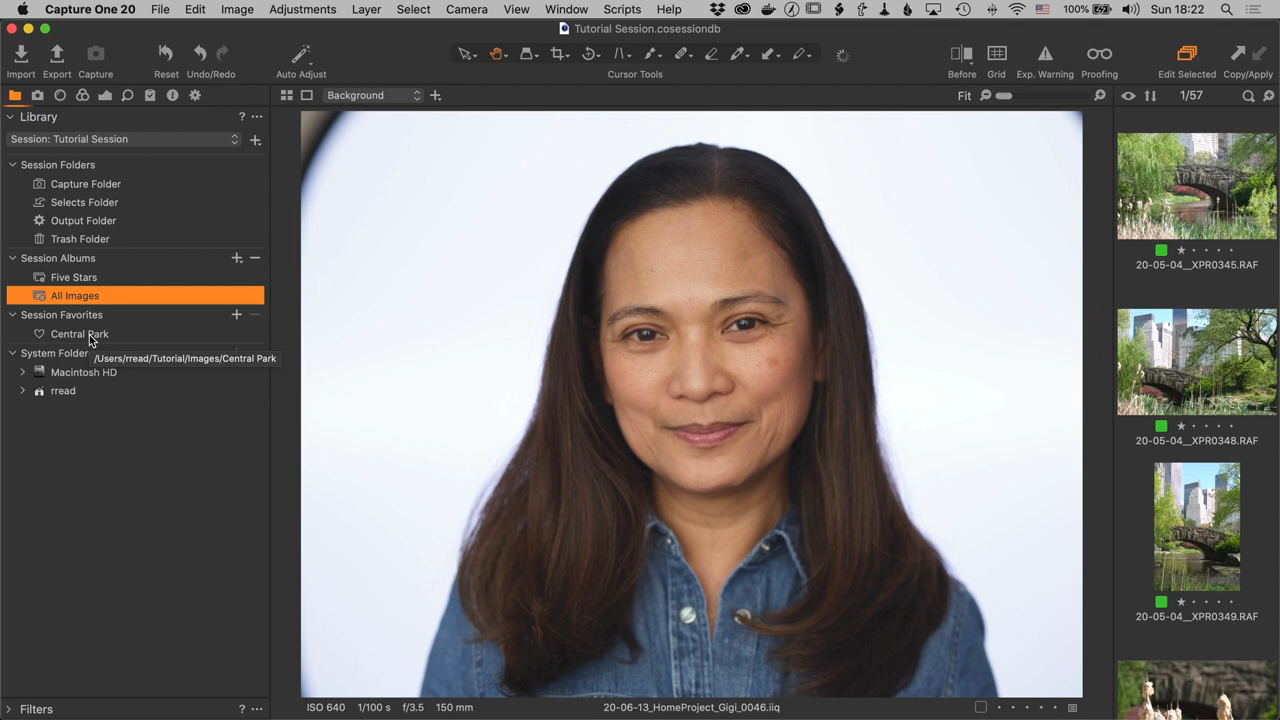 Capture One 20 File Edit Image Adjustments Layer Select Camera View Window Scripts Help 100% Sun 18:22
Tutorial Session.cosessiondb
Import Export Capture Reset Undo/Redo Auto Adjust Cursor Tools Before Grid Exp. Warning Proofing Edit Selected Copy/Apply
Background Fit 1/57
Library ?
Session: Tutorial Session
Session Folders
Capture Folder
Selects Folder
Output Folder
Trash Folder
Session Albums
Five Stars
All Images
Session Favorites
Central Park
System Folder
/Users/rread/Tutorial/Images/Central Park
Macintosh HD
rread
20-05-04__XPR0345.RAF
20-05-04__XPR0348.RAF
20-05-04__XPR0349.RAF
Filters ?
ISO 640 1/100 s f/3.5 150 mm 20-06-13_HomeProject_Gigi_0046.iiq